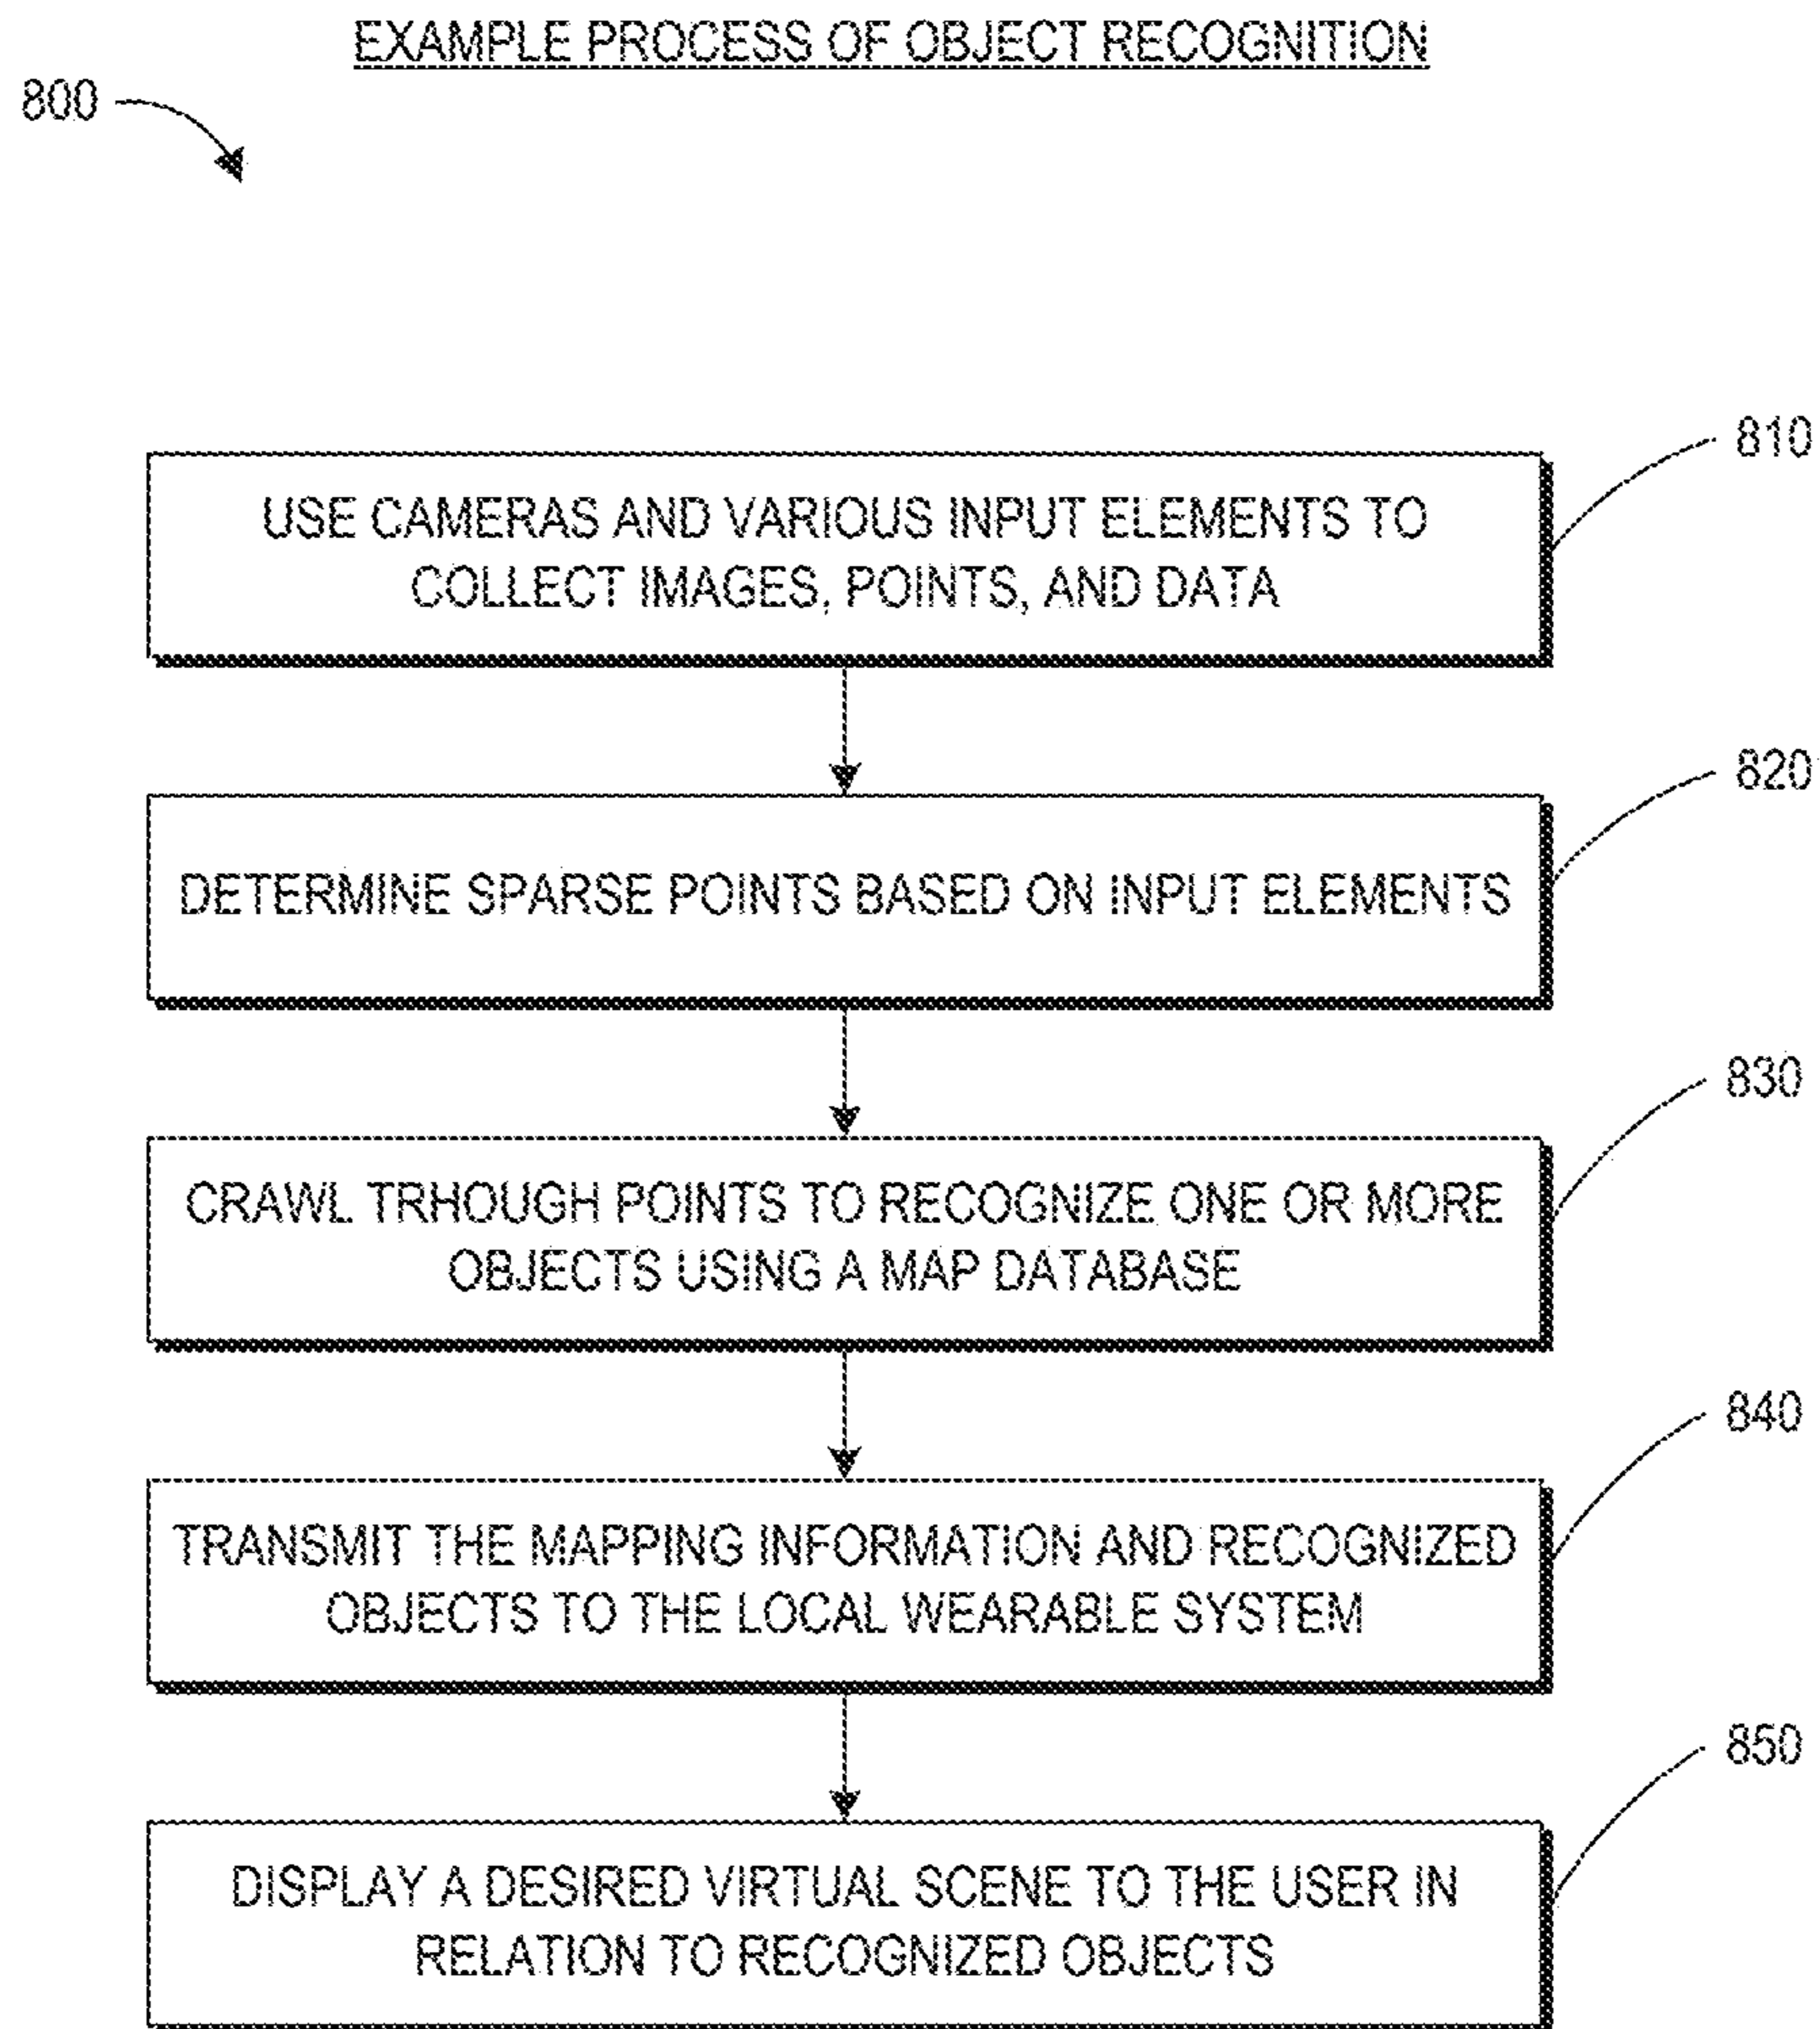 EXAMPLE PROCESS OF OBJECT RECOGNITION
800
810
USE CAMERAS AND VARIOUS INPUT ELEMENTS TO
COLLECT IMAGES, POINTS, AND DATA
820
DETERMINE SPARSE POINTS BASED ON INPUT ELEMENTS
830
CRAWL TRHOUGH POINTS TO RECOGNIZE ONE OR MORE
OBJECTS USING A MAP DATABASE
840
TRANSMIT THE MAPPING INFORMATION AND RECOGNIZED
OBJECTS TO THE LOCAL WEARABLE SYSTEM
850
DISPLAY A DESIRED VIRTUAL SCENE TO THE USER IN
RELATION TO RECOGNIZED OBJECTS